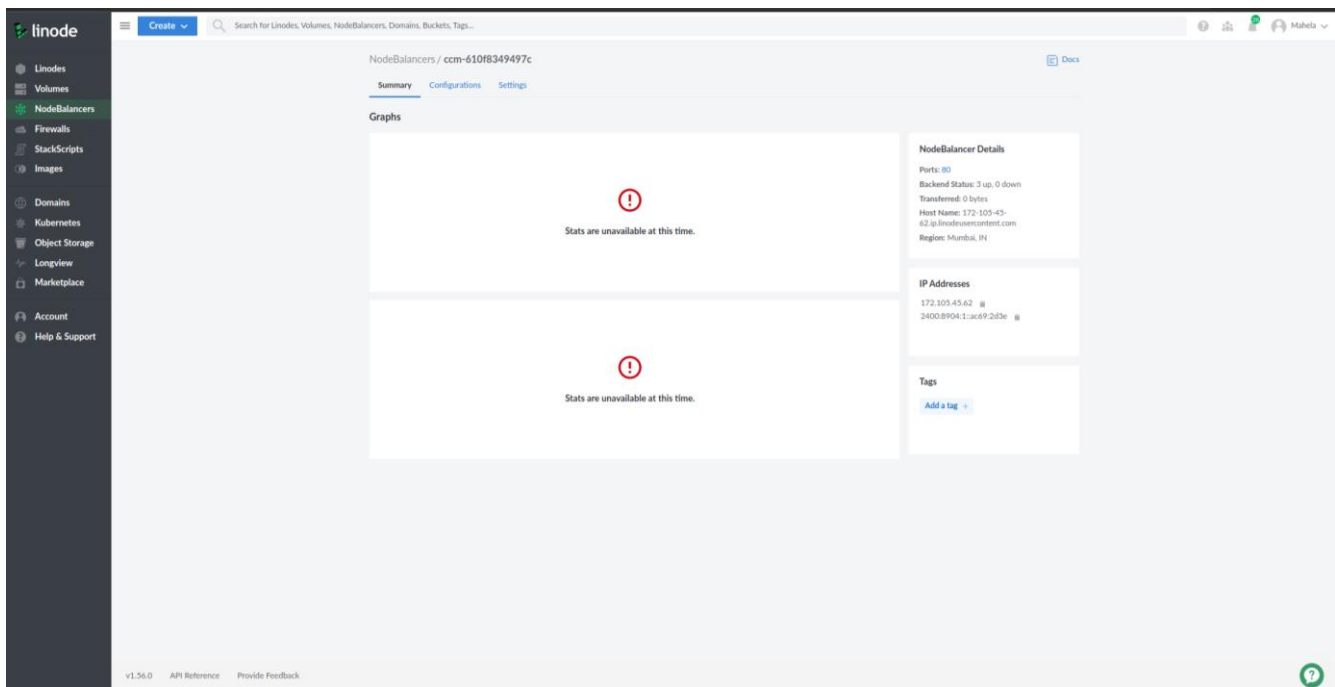 linode
Create
Search for Linodes, Volumes, NodeBalancers, Domains, Buckets, Tags...
Mahela
Linodes
Volumes
NodeBalancers
Firewalls
StackScripts
Images
Domains
Kubernetes
Object Storage
Longview
Marketplace
Account
Help & Support
NodeBalancers / ccm-610f8349497c
Docs
Summary Configurations Settings
Graphs
Stats are unavailable at this time.
Stats are unavailable at this time.
NodeBalancer Details
Ports: 80
Backend Status: 3 up, 0 down
Transferred: 0 bytes
Host Name: 172-105-45-
62.ip.linodeusercontent.com
Region: Mumbai, IN
IP Addresses
172.105.45.62
2400:8904:1::ac69:2d3e
Tags
Add a tag +
v1.56.0 API Reference Provide Feedback